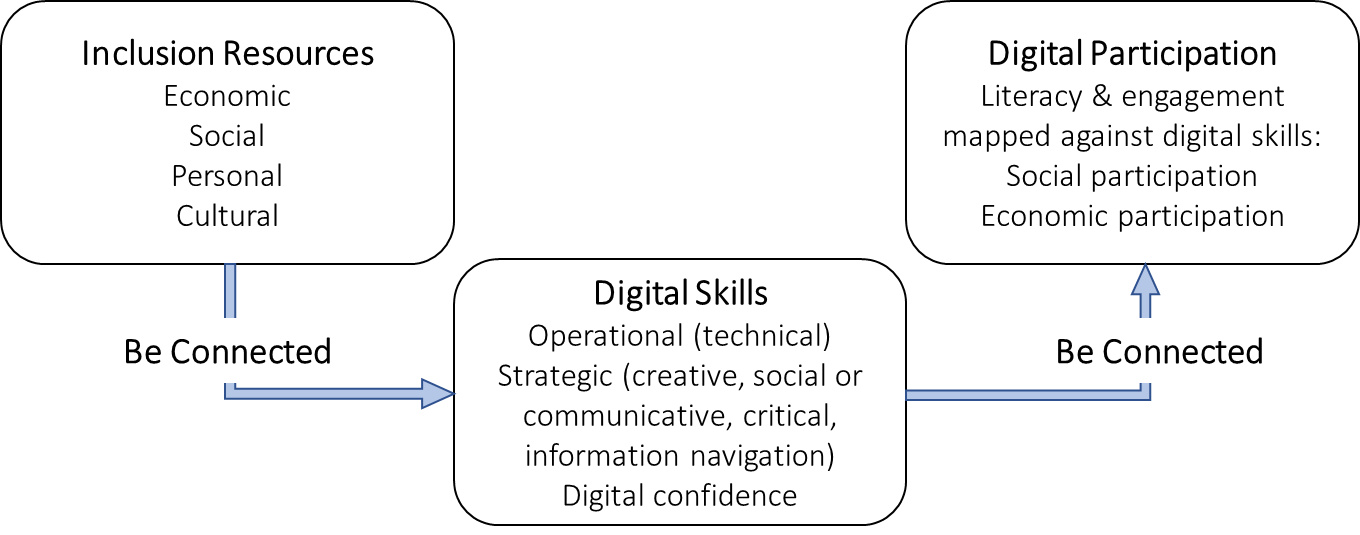 Inclusion Resources
Economic
Social
Personal
Cultural
Be Connected
Digital Skills
Operational (technical)
Strategic (creative, social or
communicative, critical,
information navigation)
Digital confidence
Be Connected
Digital Participation
Literacy & engagement
mapped against digital skills:
Social participation
Economic participation